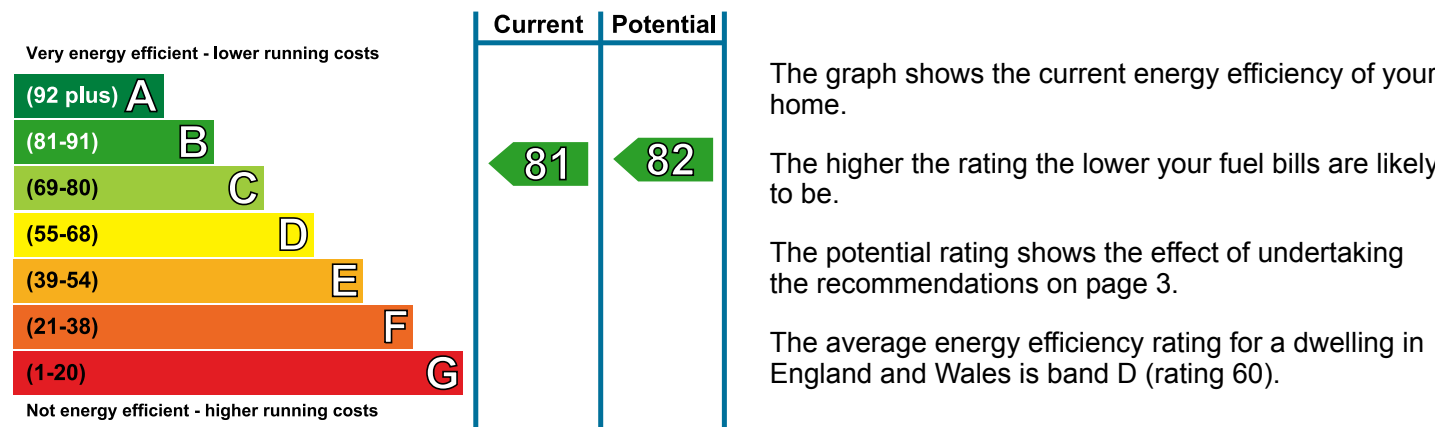 Current Potential
Very energy efficient - lower running costs
(92 plus) A
(81-91) B
81 82
(69-80) C
(55-68) D
(39-54) E
(21-38) F
(1-20) G
Not energy efficient - higher running costs
The graph shows the current energy efficiency of your
home.
The higher the rating the lower your fuel bills are likely
to be.
The potential rating shows the effect of undertaking
the recommendations on page 3.
The average energy efficiency rating for a dwelling in
England and Wales is band D (rating 60).